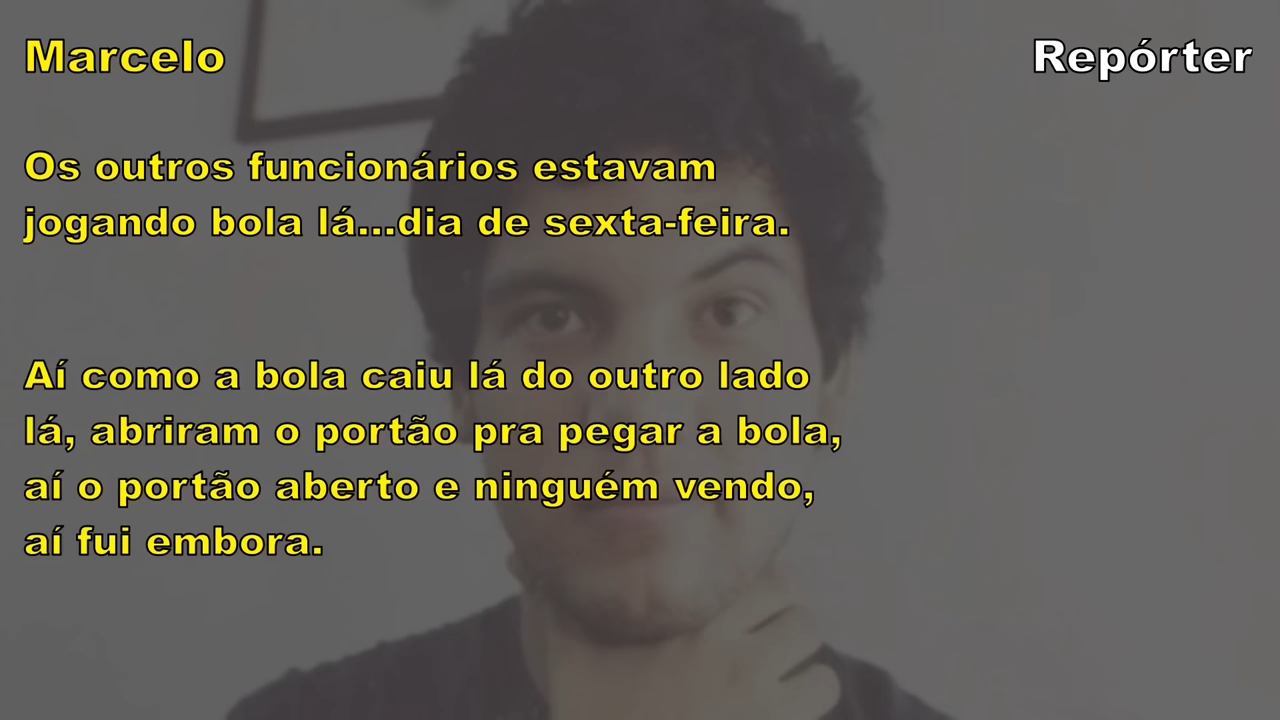 Marcelo
Repórter
Os outros funcionários estavam
jogando bola lá...dia de sexta-feira.
Aí como a bola caiu lá do outro lado
lá, abriram o portão pra pegar a bola,
aí o portão aberto e ninguém vendo,
aí fui embora.